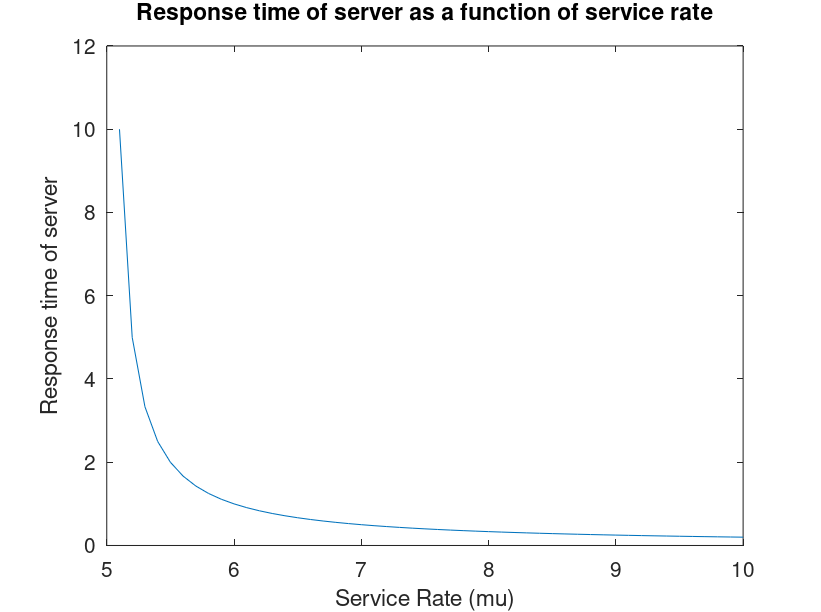 Response time of server as a function of service rate
12
10
8
6
4
2
0
Response time of server
5 6 7 8 9 10
Service Rate (mu)